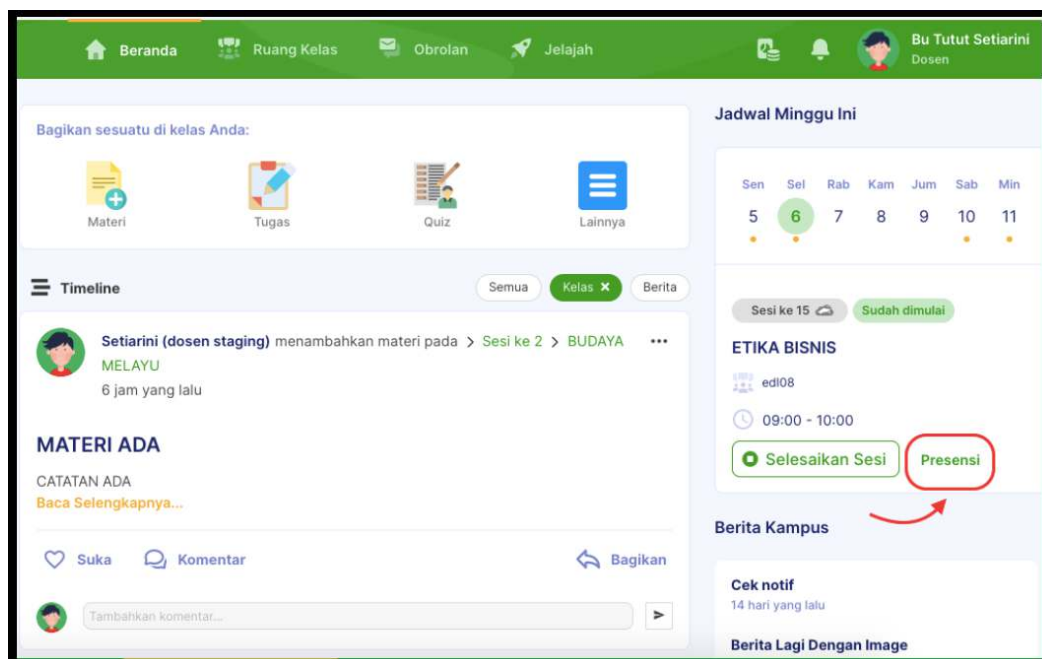 Beranda
Ruang Kelas
Obrolan
Jelajah
Bu Tutut Setiarini
Dosen
Bagikan sesuatu di kelas Anda:
Materi
Tugas
Quiz
Lainnya
Timeline
Semua
Kelas ×
Berita
Setiarini (dosen staging) menambahkan materi pada > Sesi ke 2 > BUDAYA
MELAYU
6 jam yang lalu
MATERI ADA
CATATAN ADA
Baca Selengkapnya...
Suka
Komentar
Bagikan
Tambahkan komentar...
Jadwal Minggu Ini
Sen Sel Rab Kam Jum Sab Min
5 6 7 8 9 10 11
Sesi ke 15
Sudah dimulai
ETIKA BISNIS
edl08
09:00 - 10:00
Selesaikan Sesi
Presensi
Berita Kampus
Cek notif
14 hari yang lalu
Berita Lagi Dengan Image